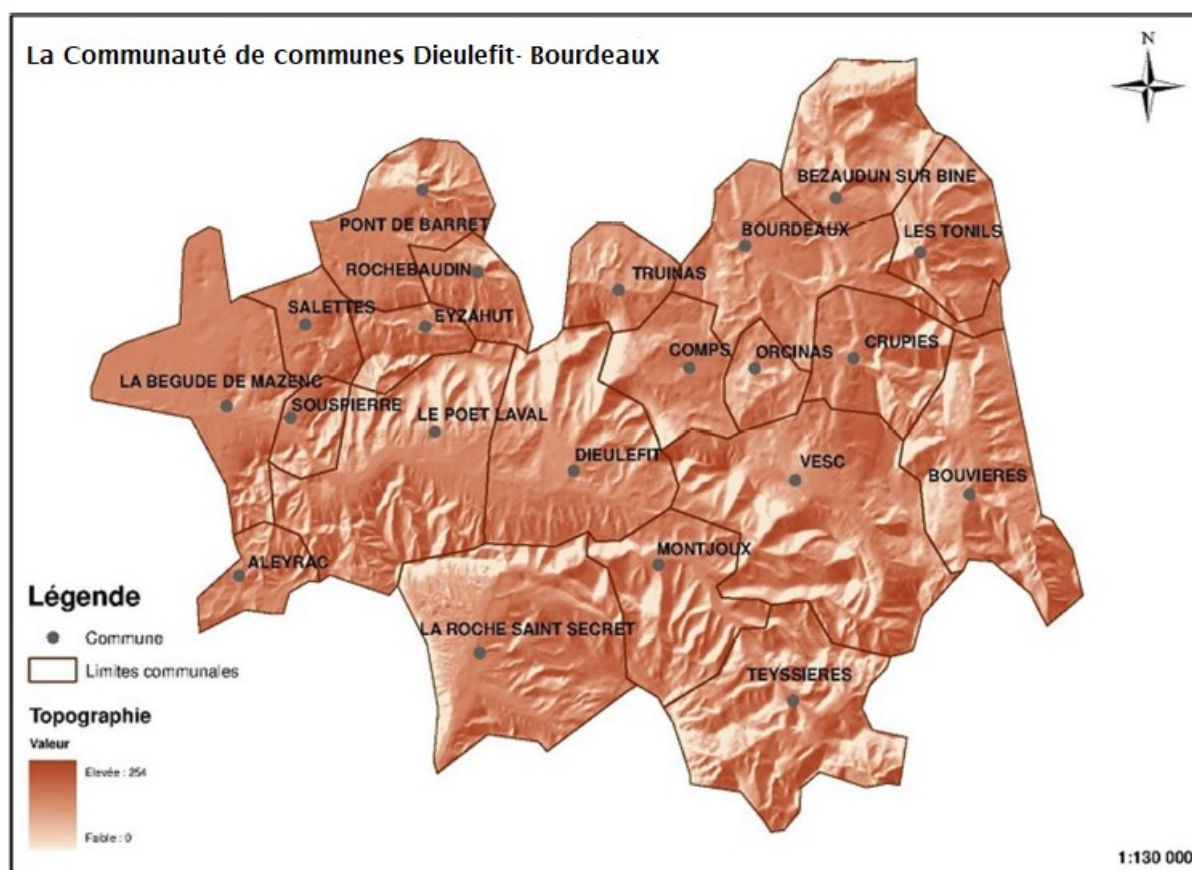 La Communauté de communes Dieulefit- Bourdeaux
N
BEZAUDUN SUR BINE
PONT DE BARRET
BOURDEAUX
LES TONILS
ROCHEBAUDIN
TRUINAS
SALETTES
EYZAHUT
COMPS
ORCINAS
CRUPIES
LA BEGUDE DE MAZENC
SOUSPIERRE
LE POET LAVAL
DIEULEFIT
VESC
BOUVIERES
ALEYRAC
MONTJOUX
LA ROCHE SAINT SECRET
TEYSSIERES
Légende
Commune
Limites communales
Topographie
Valeur
Elevée : 254
Faible : 0
1:130 000